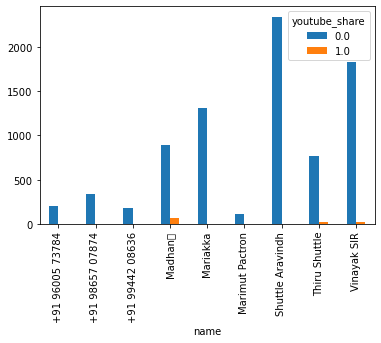 youtube_share
0.0
1.0
2000
1500
1000
500
0
+91 96005 73784
+91 98657 07874
+91 99442 08636
Madhan▯
Mariakka
Marimut Pactron
Shuttle Aravindh
Thiru Shuttle
Vinayak SIR
name